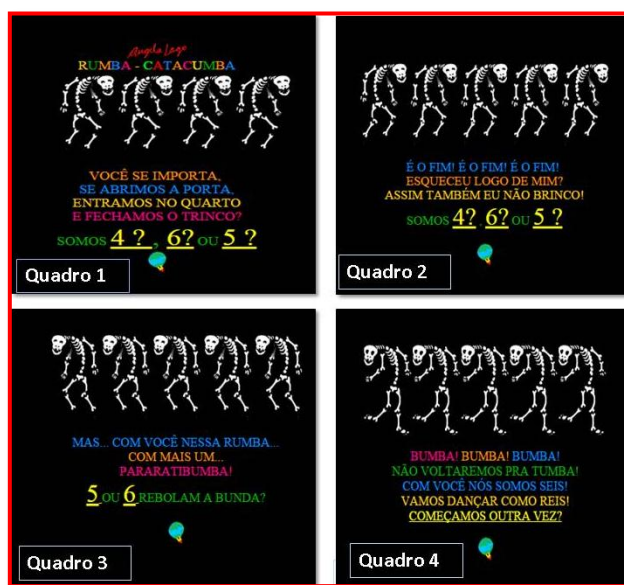 Angela Lago
RUMBA - CATACUMBA
VOCÊ SE IMPORTA,
SE ABRIMOS A PORTA,
ENTRAMOS NO QUARTO
E FECHAMOS O TRINCO?
SOMOS 4 ? , 6? OU 5 ?
Quadro 1
É O FIM! É O FIM! É O FIM!
ESQUECEU LOGO DE MIM?
ASSIM TAMBÉM EU NÃO BRINCO!
SOMOS 4? 6? OU 5 ?
Quadro 2
MAS... COM VOCÊ NESSA RUMBA...
COM MAIS UM...
PARARATIBUMBA!
5 OU 6 REBOLAM A BUNDA?
Quadro 3
BUMBA! BUMBA! BUMBA!
NÃO VOLTAREMOS PRA TUMBA!
COM VOCÊ NÓS SOMOS SEIS!
VAMOS DANÇAR COMO REIS!
COMEÇAMOS OUTRA VEZ?
Quadro 4